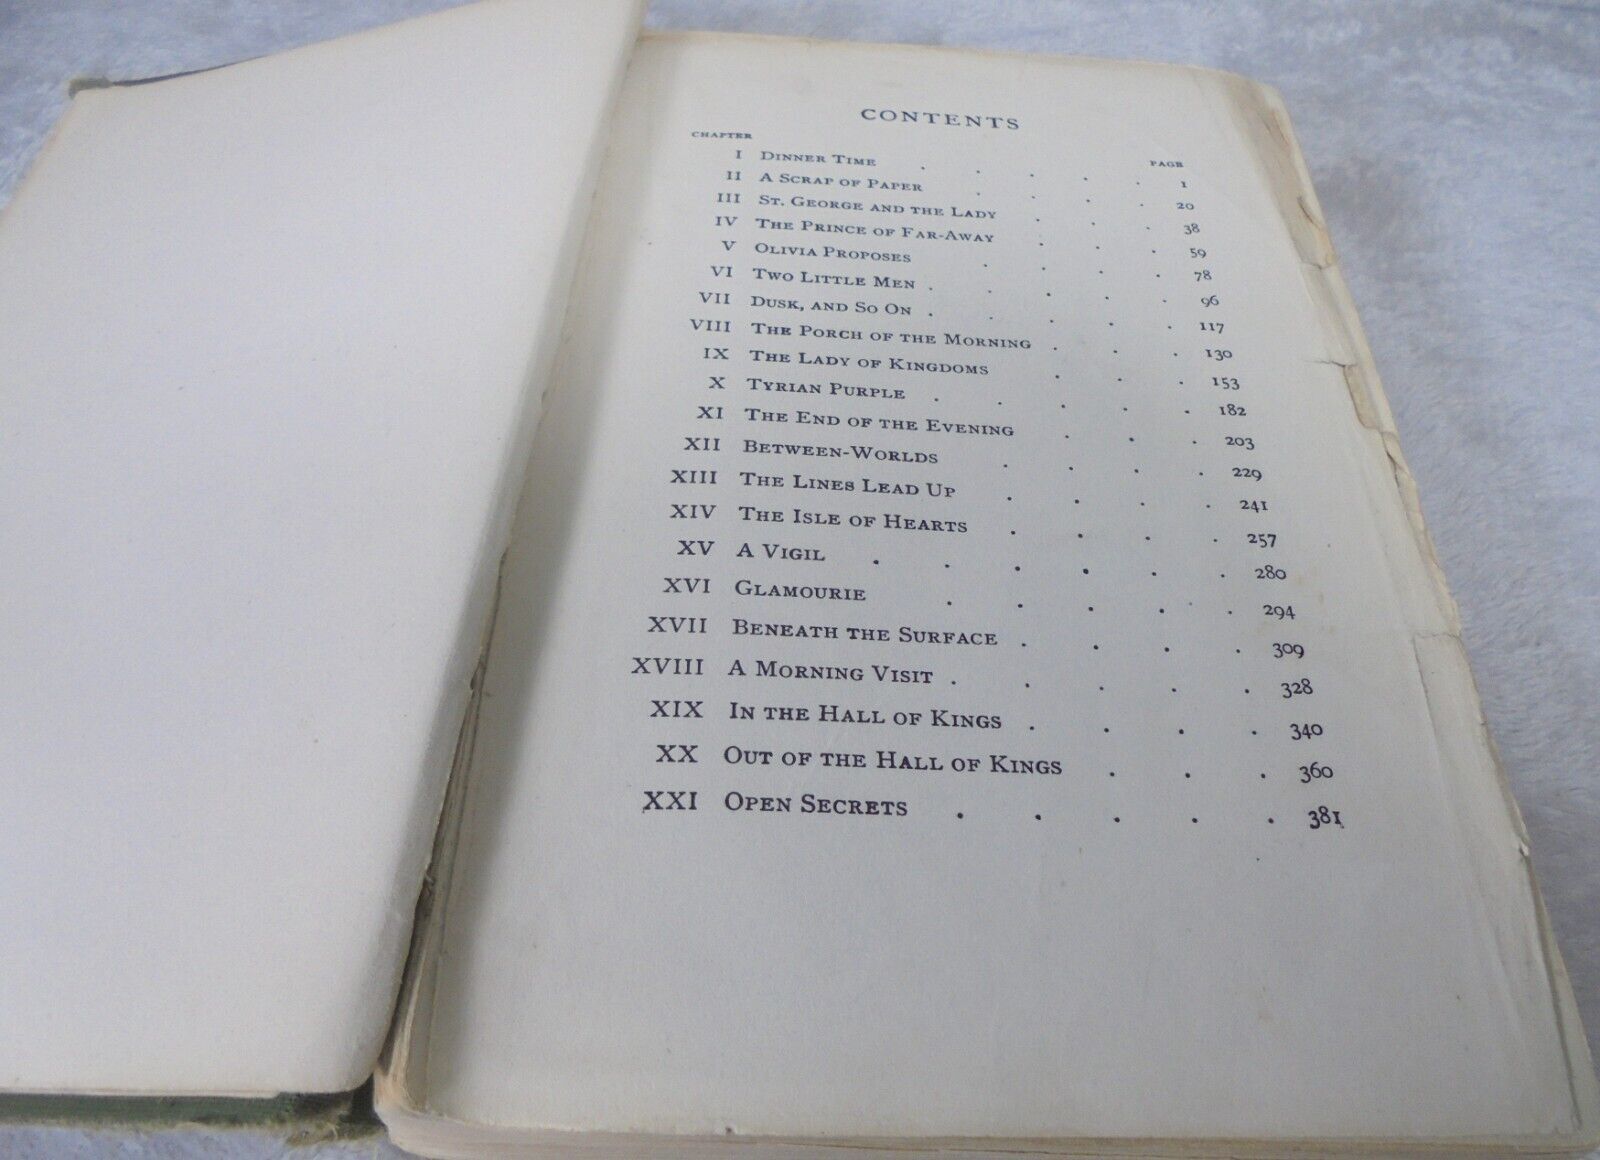 CONTENTS
CHAPTER PAGE
I DINNER TIME . . . . . 1
II A SCRAP OF PAPER . . . . 20
III ST. GEORGE AND THE LADY . . . 38
IV THE PRINCE OF FAR-AWAY . . . 59
V OLIVIA PROPOSES . . . . 78
VI TWO LITTLE MEN . . . . . 96
VII DUSK, AND SO ON . . . . . 117
VIII THE PORCH OF THE MORNING . . . 130
IX THE LADY OF KINGDOMS . . . 153
X TYRIAN PURPLE . . . . . 182
XI THE END OF THE EVENING . . . 203
XII BETWEEN-WORLDS . . . . 229
XIII THE LINES LEAD UP . . . . 241
XIV THE ISLE OF HEARTS . . . . 257
XV A VIGIL . . . . . . 280
XVI GLAMOURIE . . . . . 294
XVII BENEATH THE SURFACE . . . . 309
XVIII A MORNING VISIT . . . . . 328
XIX IN THE HALL OF KINGS . . . . 340
XX OUT OF THE HALL OF KINGS . . . 360
XXI OPEN SECRETS . . . . . 381